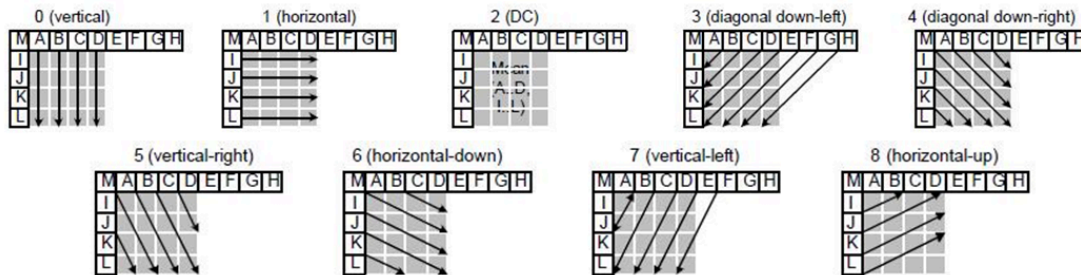 0 (vertical)
M A B C D E F G H
I
J
K
L
1 (horizontal)
M A B C D E F G H
I
J
K
L
2 (DC)
M A B C D E F G H
I
J
K
L
Mean
(A..D,
I..L)
3 (diagonal down-left)
M A B C D E F G H
I
J
K
L
4 (diagonal down-right)
M A B C D E F G H
I
J
K
L
5 (vertical-right)
M A B C D E F G H
I
J
K
L
6 (horizontal-down)
M A B C D E F G H
I
J
K
L
7 (vertical-left)
M A B C D E F G H
I
J
K
L
8 (horizontal-up)
M A B C D E F G H
I
J
K
L